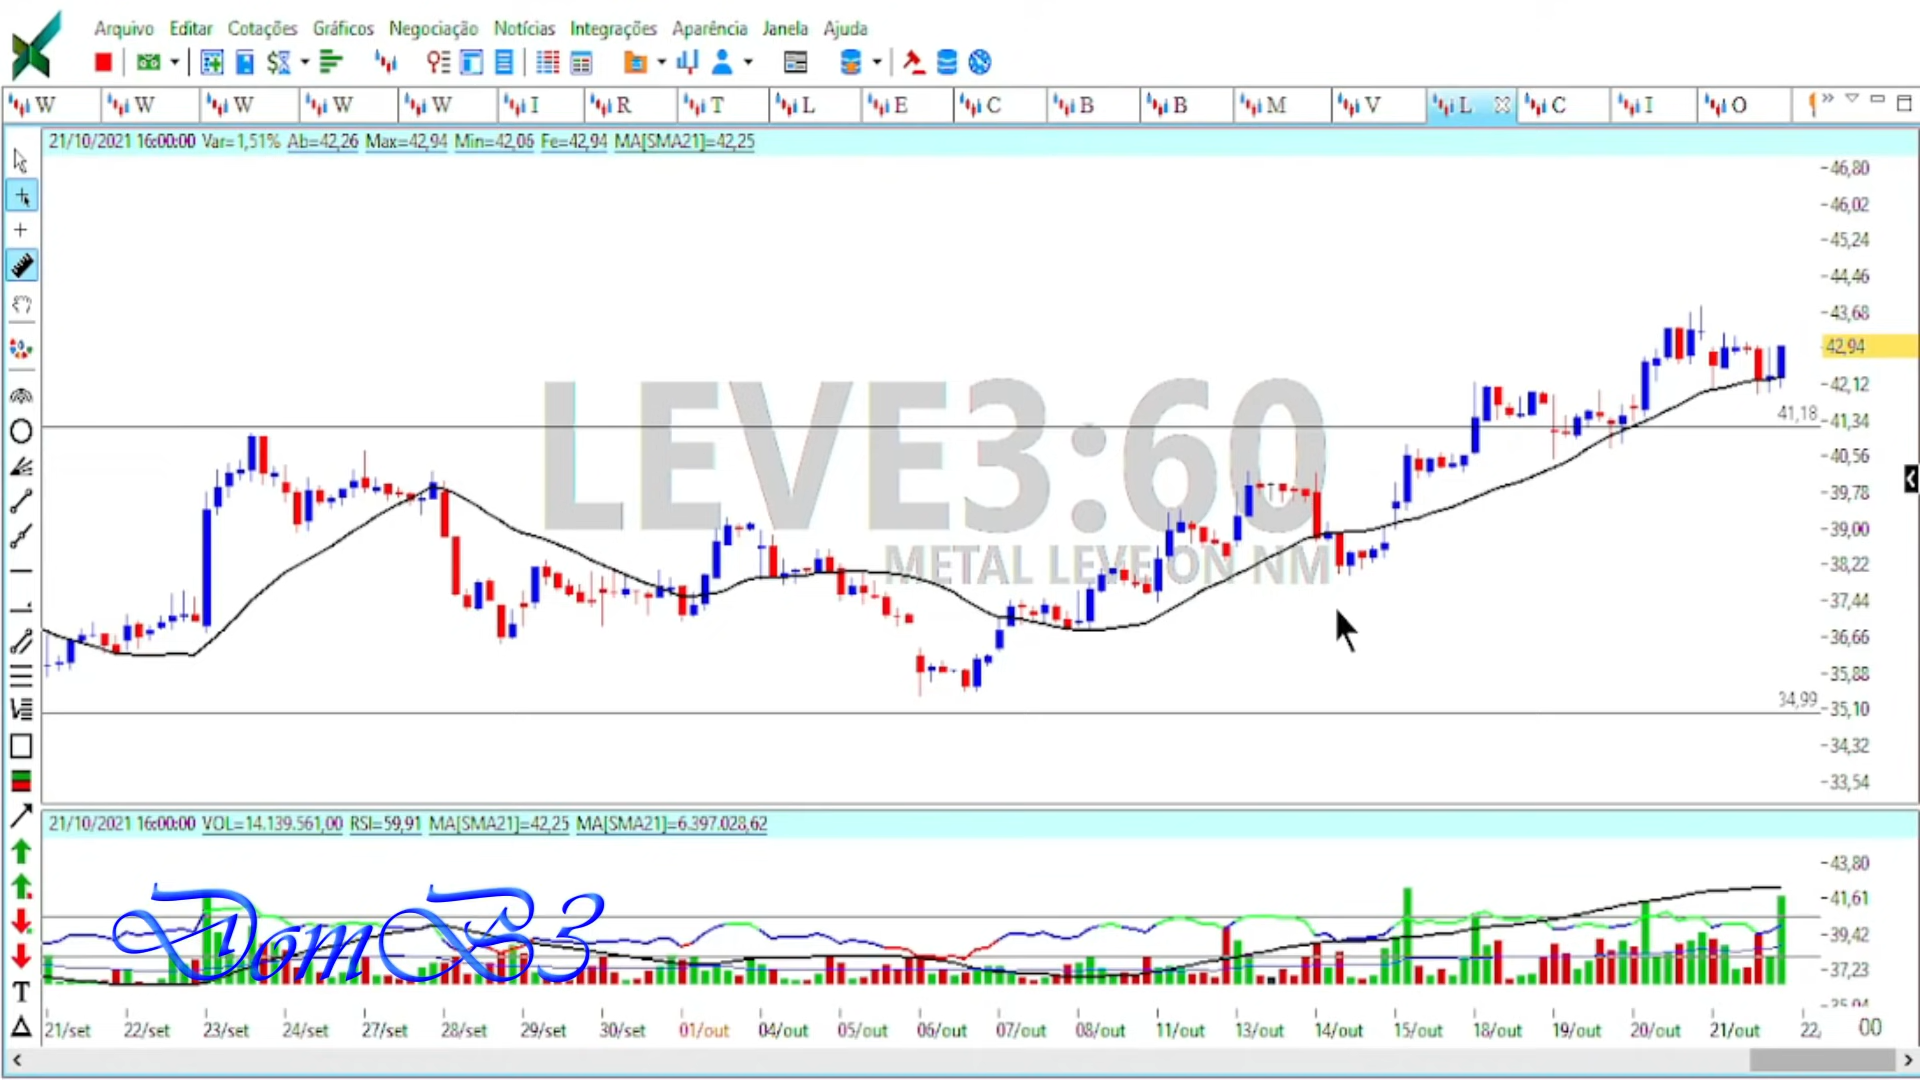 Arquivo Editar Cotações Gráficos Negociação Notícias Integrações Aparência Janela Ajuda
W W W W W I R T L E C B B M V L C I O
21/10/2021 16:00:00 Var=1,51% Ab=42,26 Max=42,94 Min=42,06 Fe=42,94 MA[SMA21]=42,25
46,80
46,02
45,24
44,46
43,68
42,94
42,12
41,18
41,34
40,56
39,78
39,00
38,22
37,44
36,66
35,88
34,99
35,10
34,32
33,54
LEVE3:60
METAL LEVE ON NM
21/10/2021 16:00:00 VOL=14.139.561,00 RSI=59,91 MA[SMA21]=42,25 MA[SMA21]=6.397.028,62
43,80
41,61
39,42
37,23
DomB3
T
21/set 22/set 23/set 24/set 27/set 28/set 29/set 30/set 01/out 04/out 05/out 06/out 07/out 08/out 11/out 13/out 14/out 15/out 18/out 19/out 20/out 21/out 22, 00